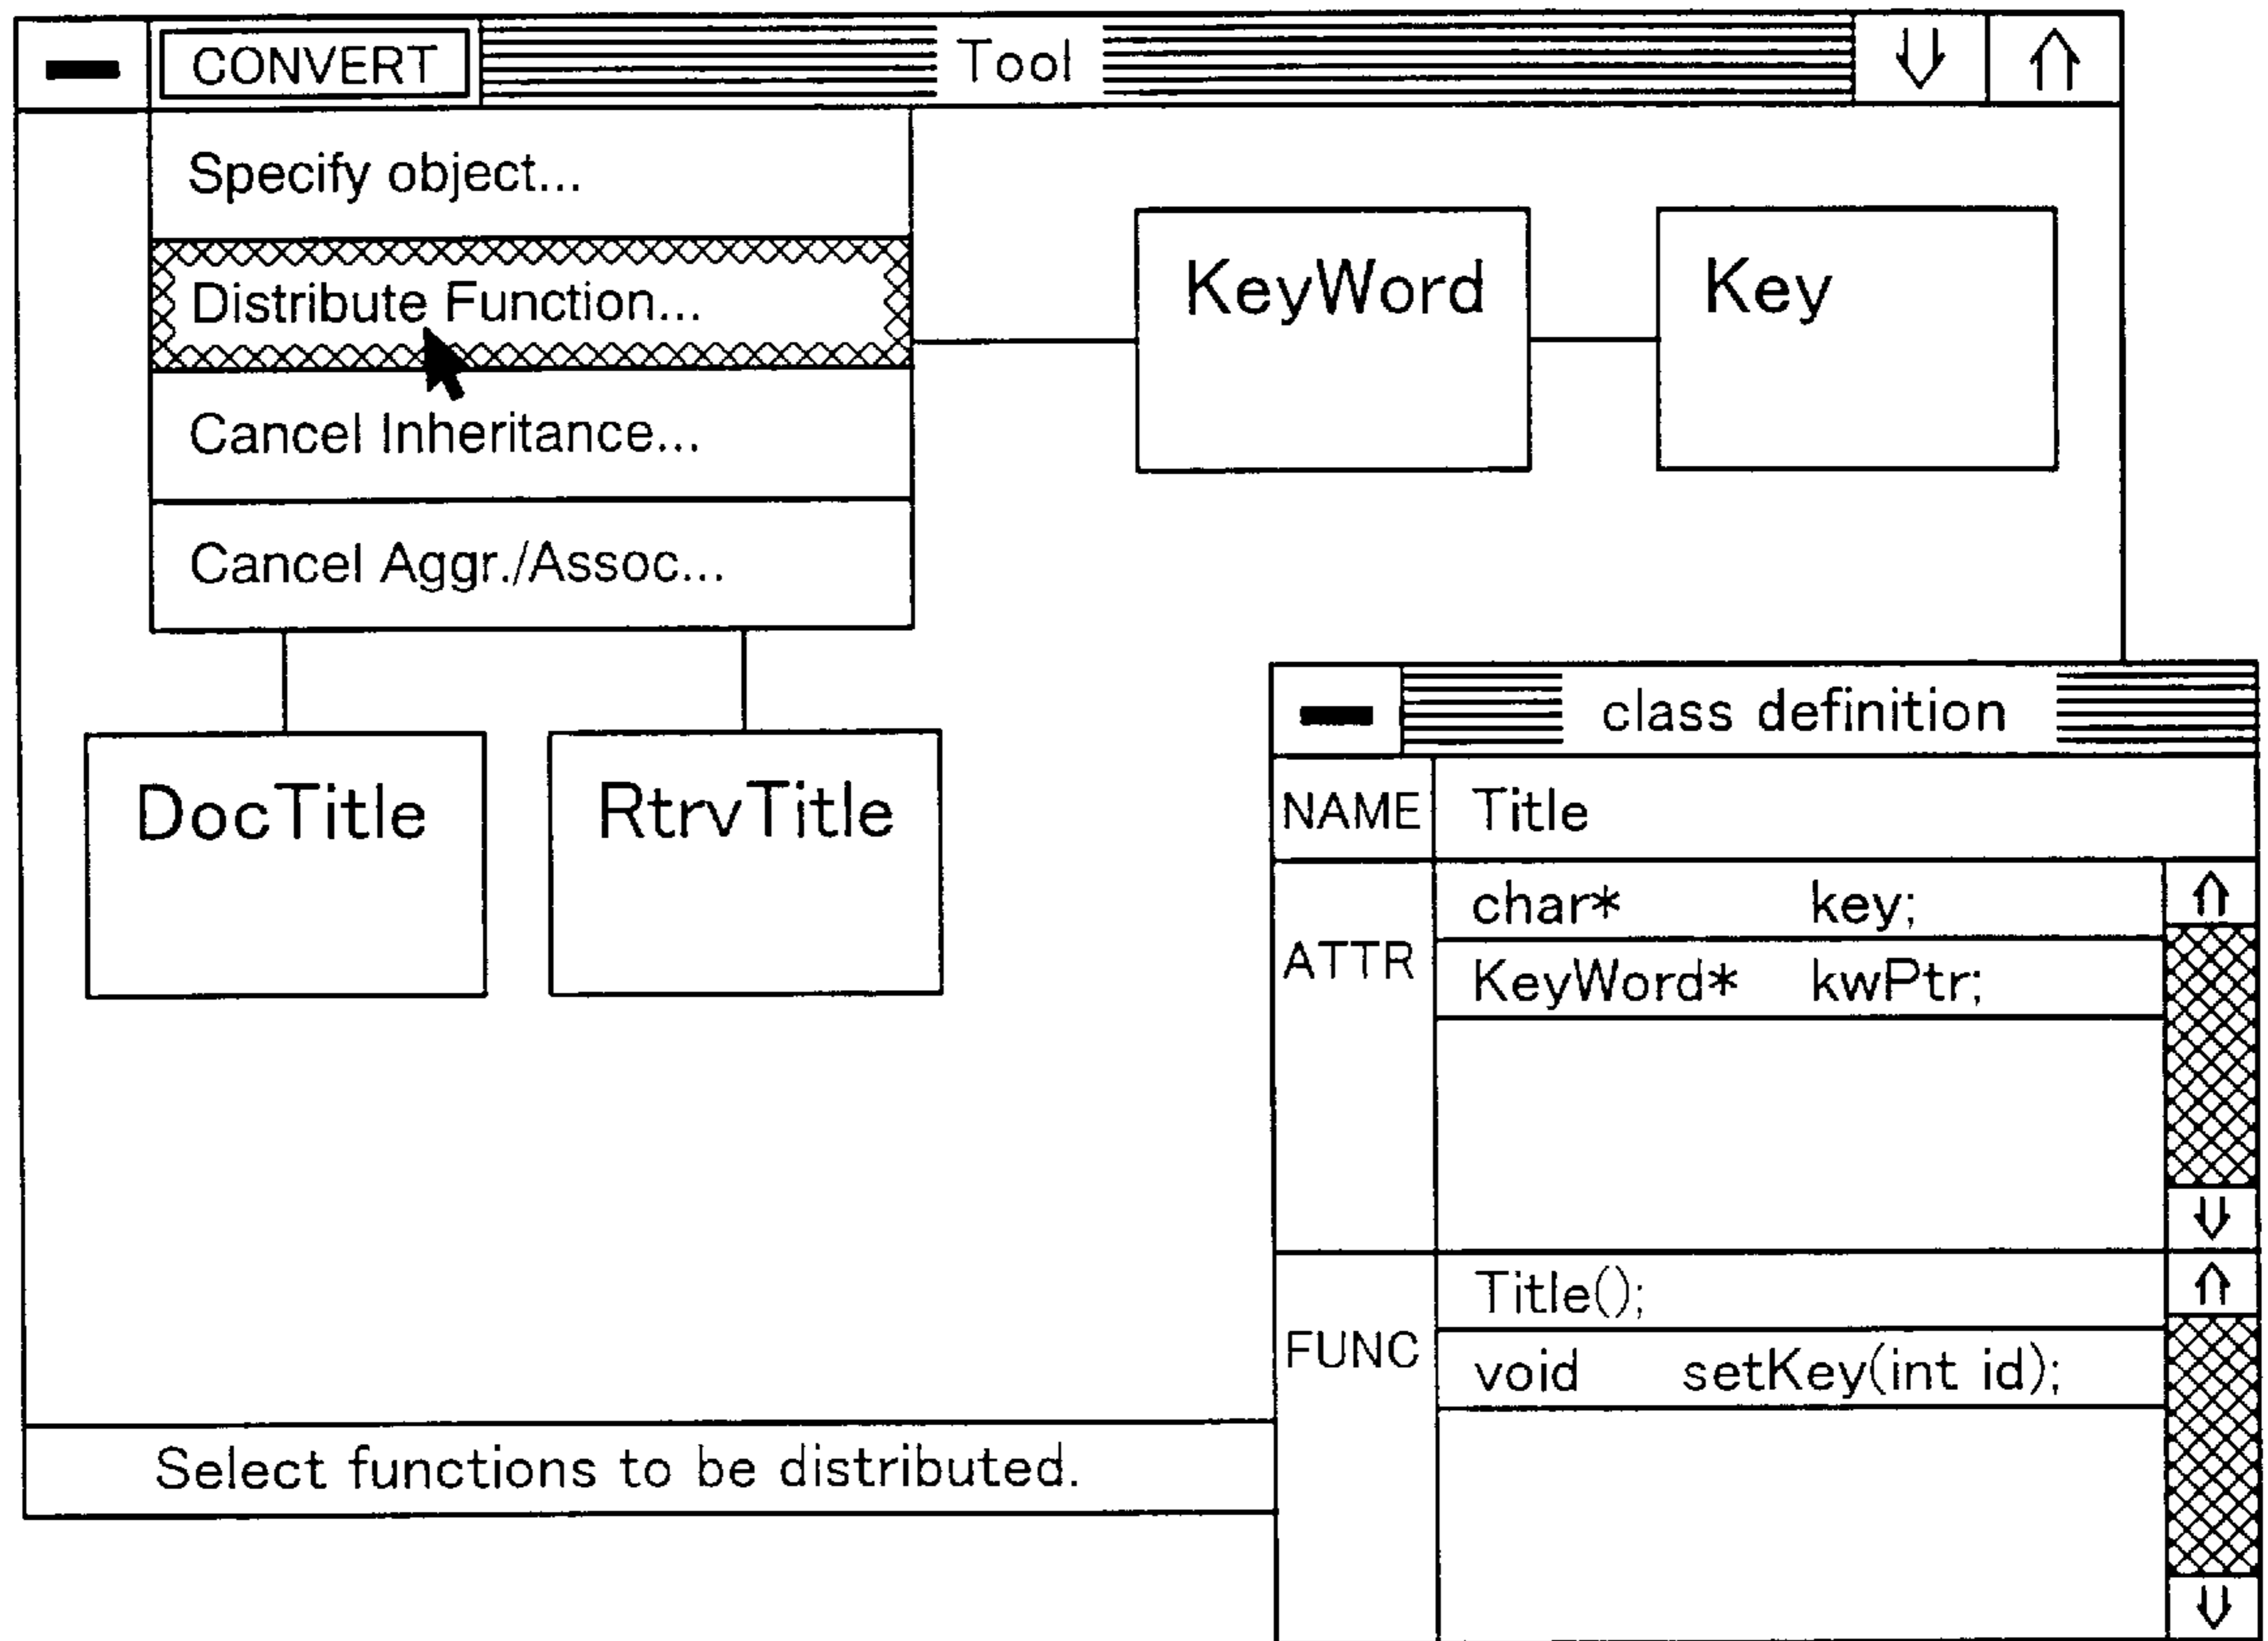 CONVERT Tool
Specify object...
Distribute Function...
Cancel Inheritance...
Cancel Aggr./Assoc...
KeyWord
Key
DocTitle
RtrvTitle
class definition
NAME Title
ATTR
char* key;
KeyWord* kwPtr;
FUNC
Title();
void setKey(int id);
Select functions to be distributed.